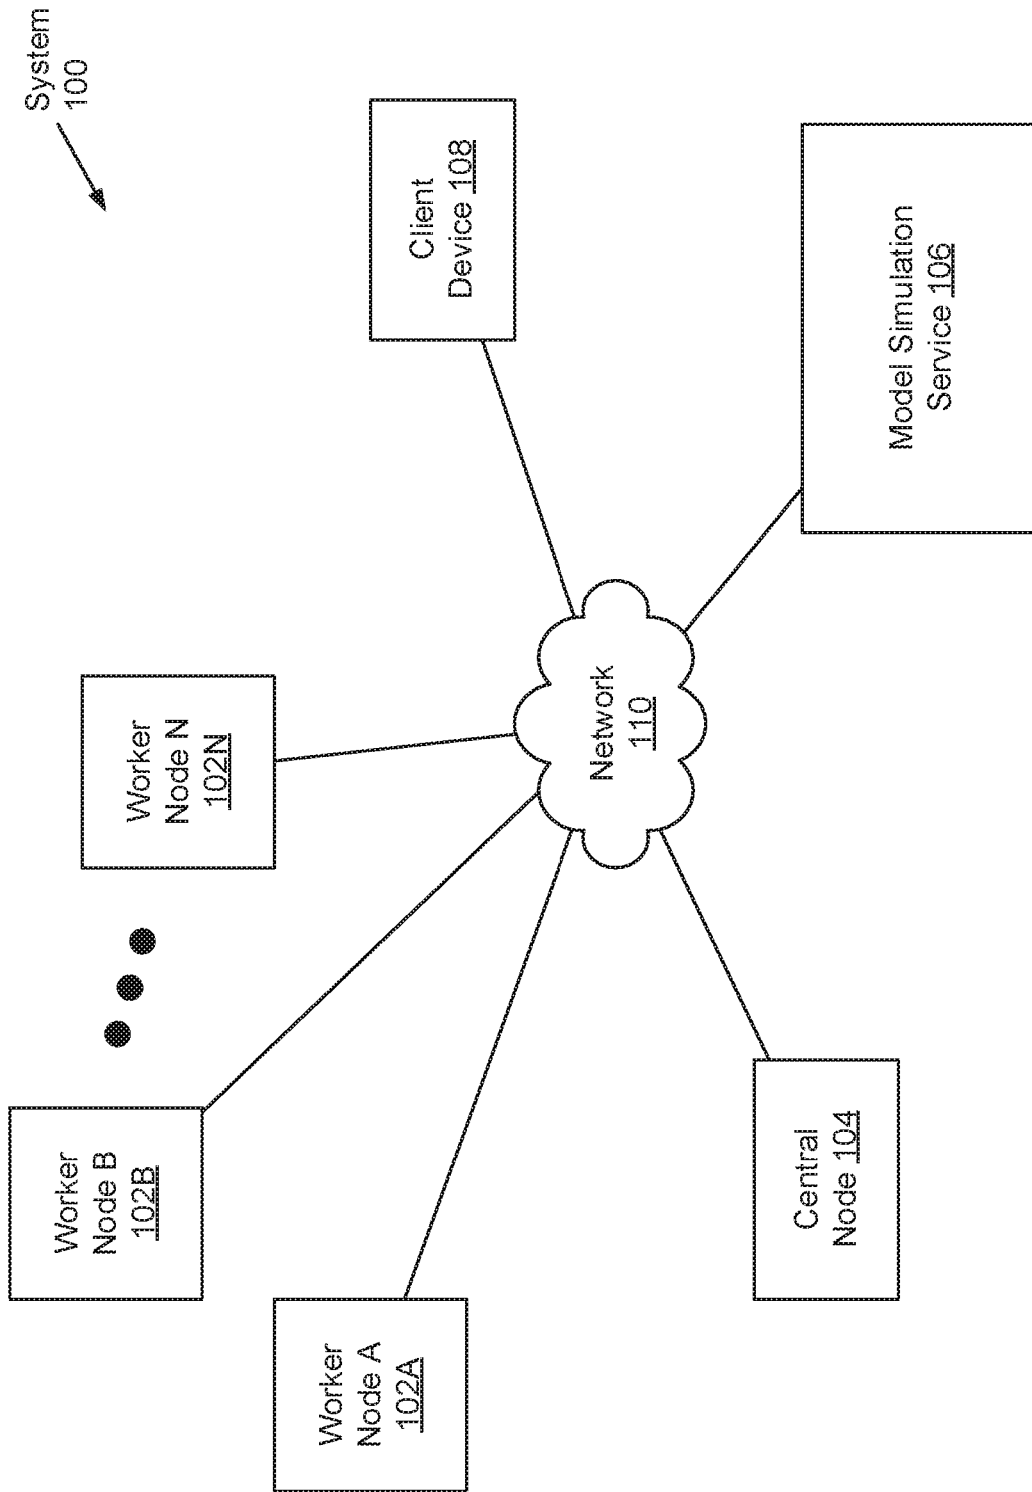 System
100
Worker
Node N
102N
Worker
Node B
102B
Client
Device 108
Worker
Node A
102A
Network
110
Central
Node 104
Model Simulation
Service 106